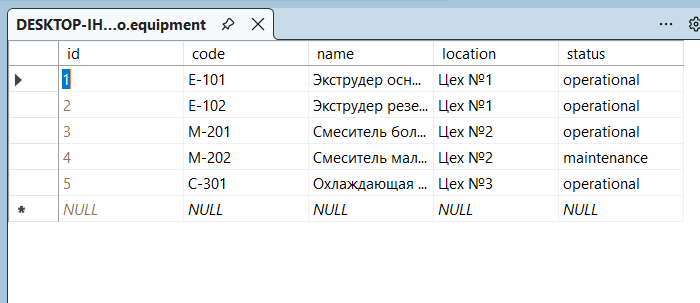 DESKTOP-IH...o.equipment
id code name location status
1 E-101 Экструдер осн... Цех №1 operational
2 E-102 Экструдер резе... Цех №1 operational
3 M-201 Смеситель бол... Цех №2 operational
4 M-202 Смеситель мал... Цех №2 maintenance
5 C-301 Охлаждающая ... Цех №3 operational
NULL NULL NULL NULL NULL